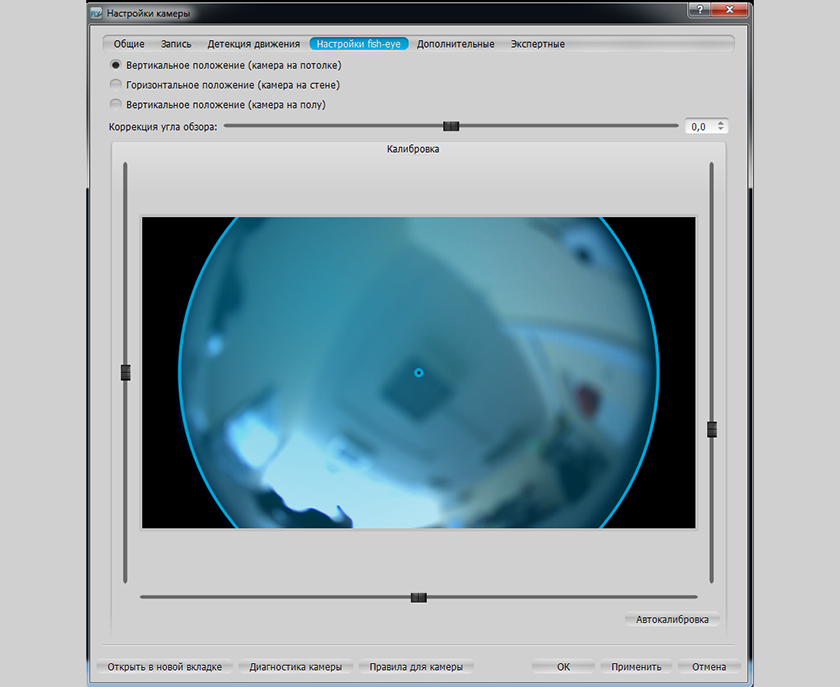 Настройки камеры
Общие Запись Детекция движения Настройки fish-eye Дополнительные Экспертные
Вертикальное положение (камера на потолке)
Горизонтальное положение (камера на стене)
Вертикальное положение (камера на полу)
Коррекция угла обзора: 0,0
Калибровка
Автокалибровка
Открыть в новой вкладке Диагностика камеры Правила для камеры ОК Применить Отмена